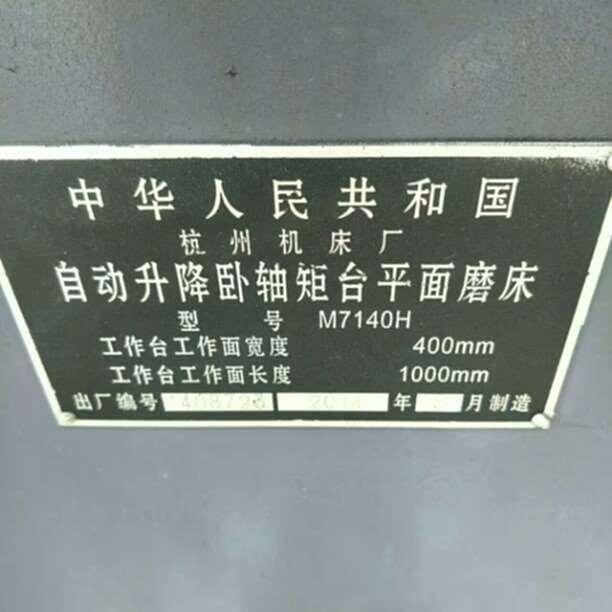 中华人民共和国
杭州机床厂
自动升降卧轴矩台平面磨床
型 号 M7140H
工作台工作面宽度 400mm
工作台工作面长度 1000mm
出厂编号 年 月制造